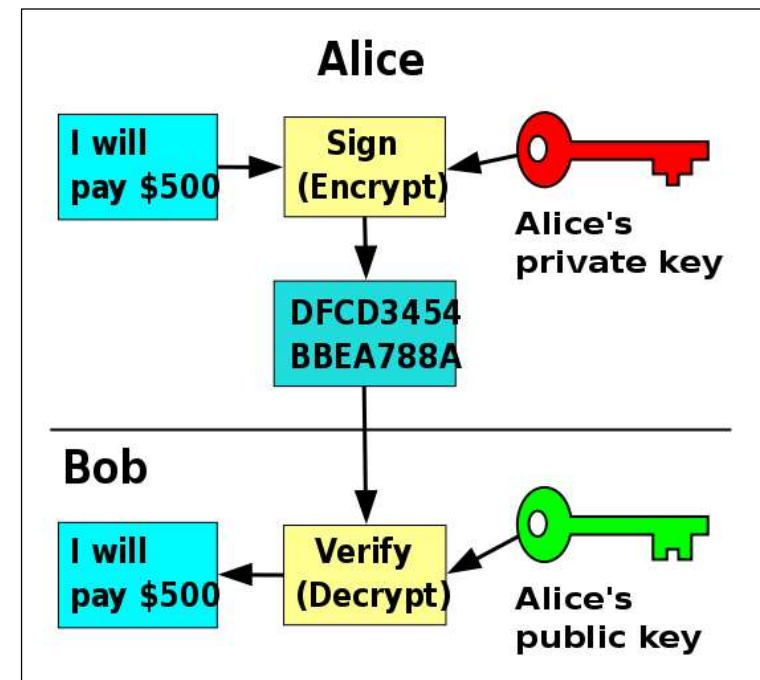 Alice
I will
pay $500
Sign
(Encrypt)
Alice's
private key
DFCD3454
BBEA788A
Bob
I will
pay $500
Verify
(Decrypt)
Alice's
public key